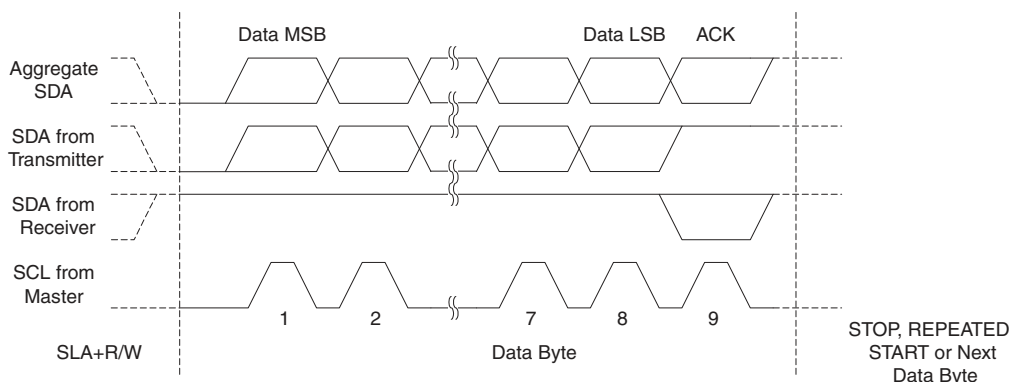 Data MSB
Data LSB
ACK
Aggregate
SDA
SDA from
Transmitter
SDA from
Receiver
SCL from
Master
1
2
7
8
9
SLA+R/W
Data Byte
STOP, REPEATED
START or Next
Data Byte